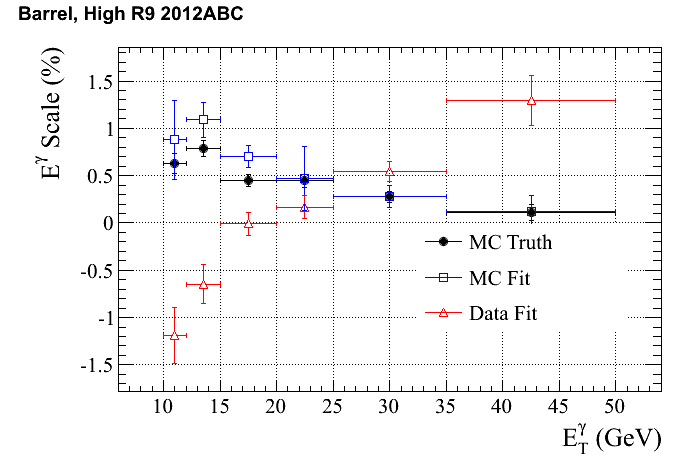 Barrel, High R9 2012ABC
E^γ Scale (%)
1.5
1
0.5
0
-0.5
-1
-1.5
MC Truth
MC Fit
Data Fit
10 15 20 25 30 35 40 45 50
E_T^γ (GeV)